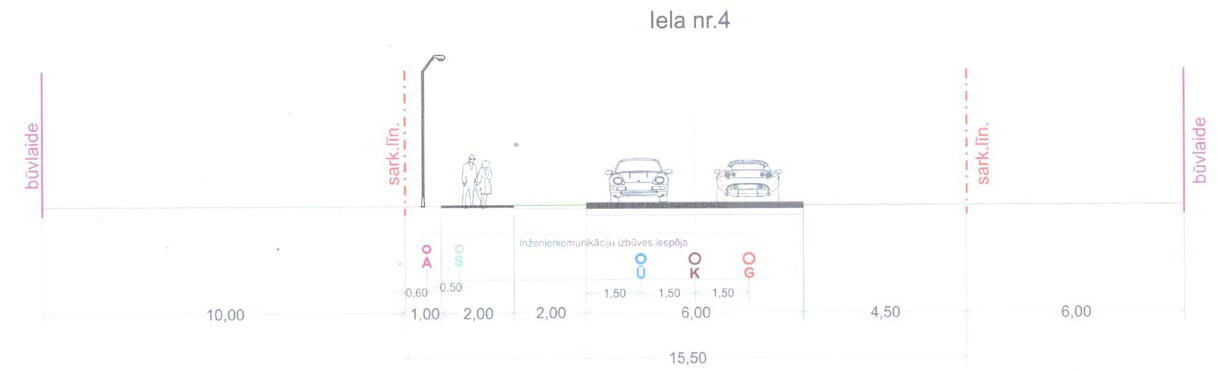 Iela nr.4
būvlaide
sark.līn.
sark.līn.
būvlaide
Inženierkomunikāciju izbūves iespēja
A
S
Ū
K
G
0,60
0,50
1,50
1,50
1,50
10,00
1,00
2,00
2,00
6,00
4,50
6,00
15,50